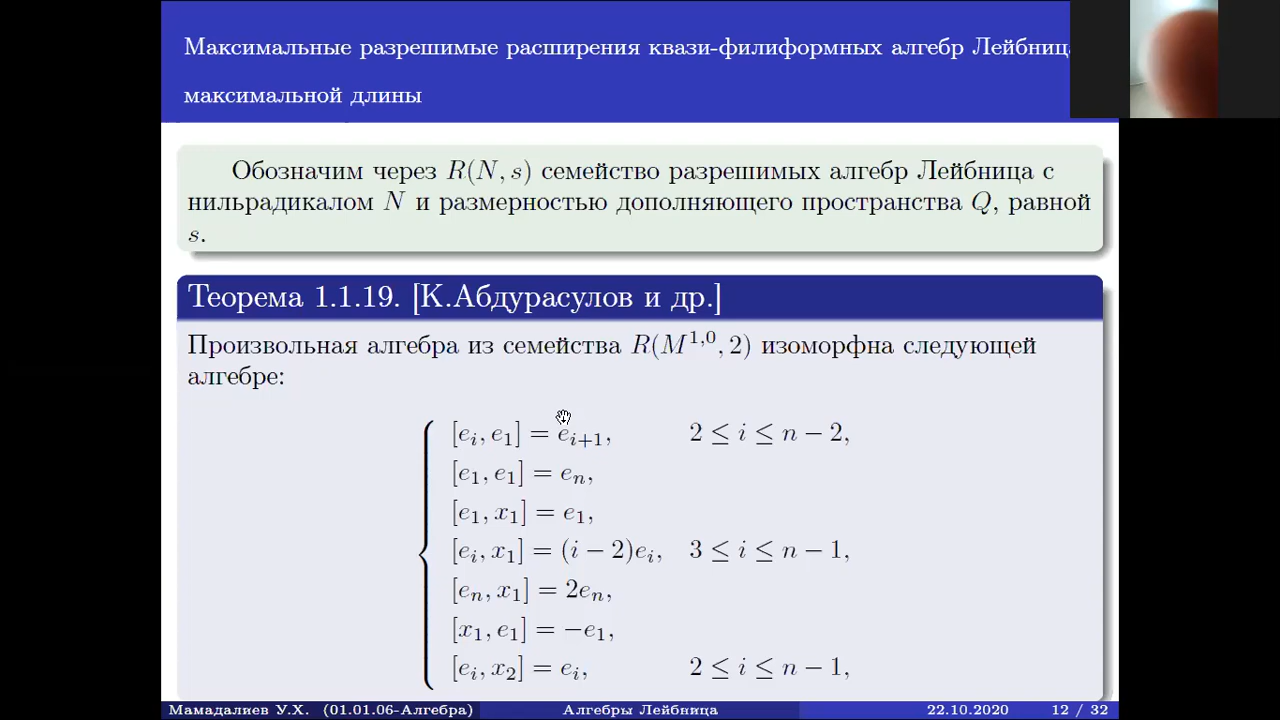 Максимальные разрешимые расширения квази-филиформных алгебр Лейбница
максимальной длины
Обозначим через R(N, s) семейство разрешимых алгебр Лейбница с
нильрадикалом N и размерностью дополняющего пространства Q, равной
s.
Теорема 1.1.19. [К.Абдурасулов и др.]
Произвольная алгебра из семейства R(M^{1,0}, 2) изоморфна следующей
алгебре:
[e_i, e_1] = e_{i+1}, 2 ≤ i ≤ n − 2,
[e_1, e_1] = e_n,
[e_1, x_1] = e_1,
[e_i, x_1] = (i − 2)e_i, 3 ≤ i ≤ n − 1,
[e_n, x_1] = 2e_n,
[x_1, e_1] = −e_1,
[e_i, x_2] = e_i, 2 ≤ i ≤ n − 1,
Мамадалиев У.Х. (01.01.06-Алгебра) Алгебры Лейбница 22.10.2020 12 / 32